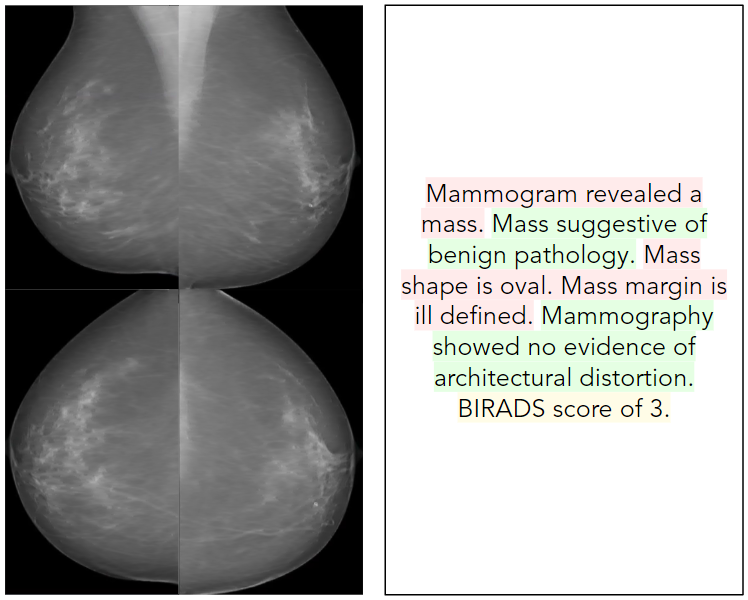 Mammogram revealed a
mass. Mass suggestive of
benign pathology. Mass
shape is oval. Mass margin is
ill defined. Mammography
showed no evidence of
architectural distortion.
BIRADS score of 3.